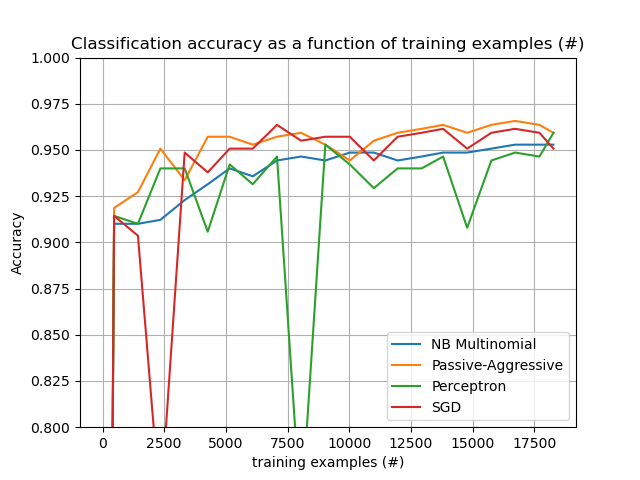 Classification accuracy as a function of training examples (#)
1.000
0.975
0.950
0.925
0.900
0.875
0.850
0.825
0.800
Accuracy
NB Multinomial
Passive-Aggressive
Perceptron
SGD
0 2500 5000 7500 10000 12500 15000 17500
training examples (#)